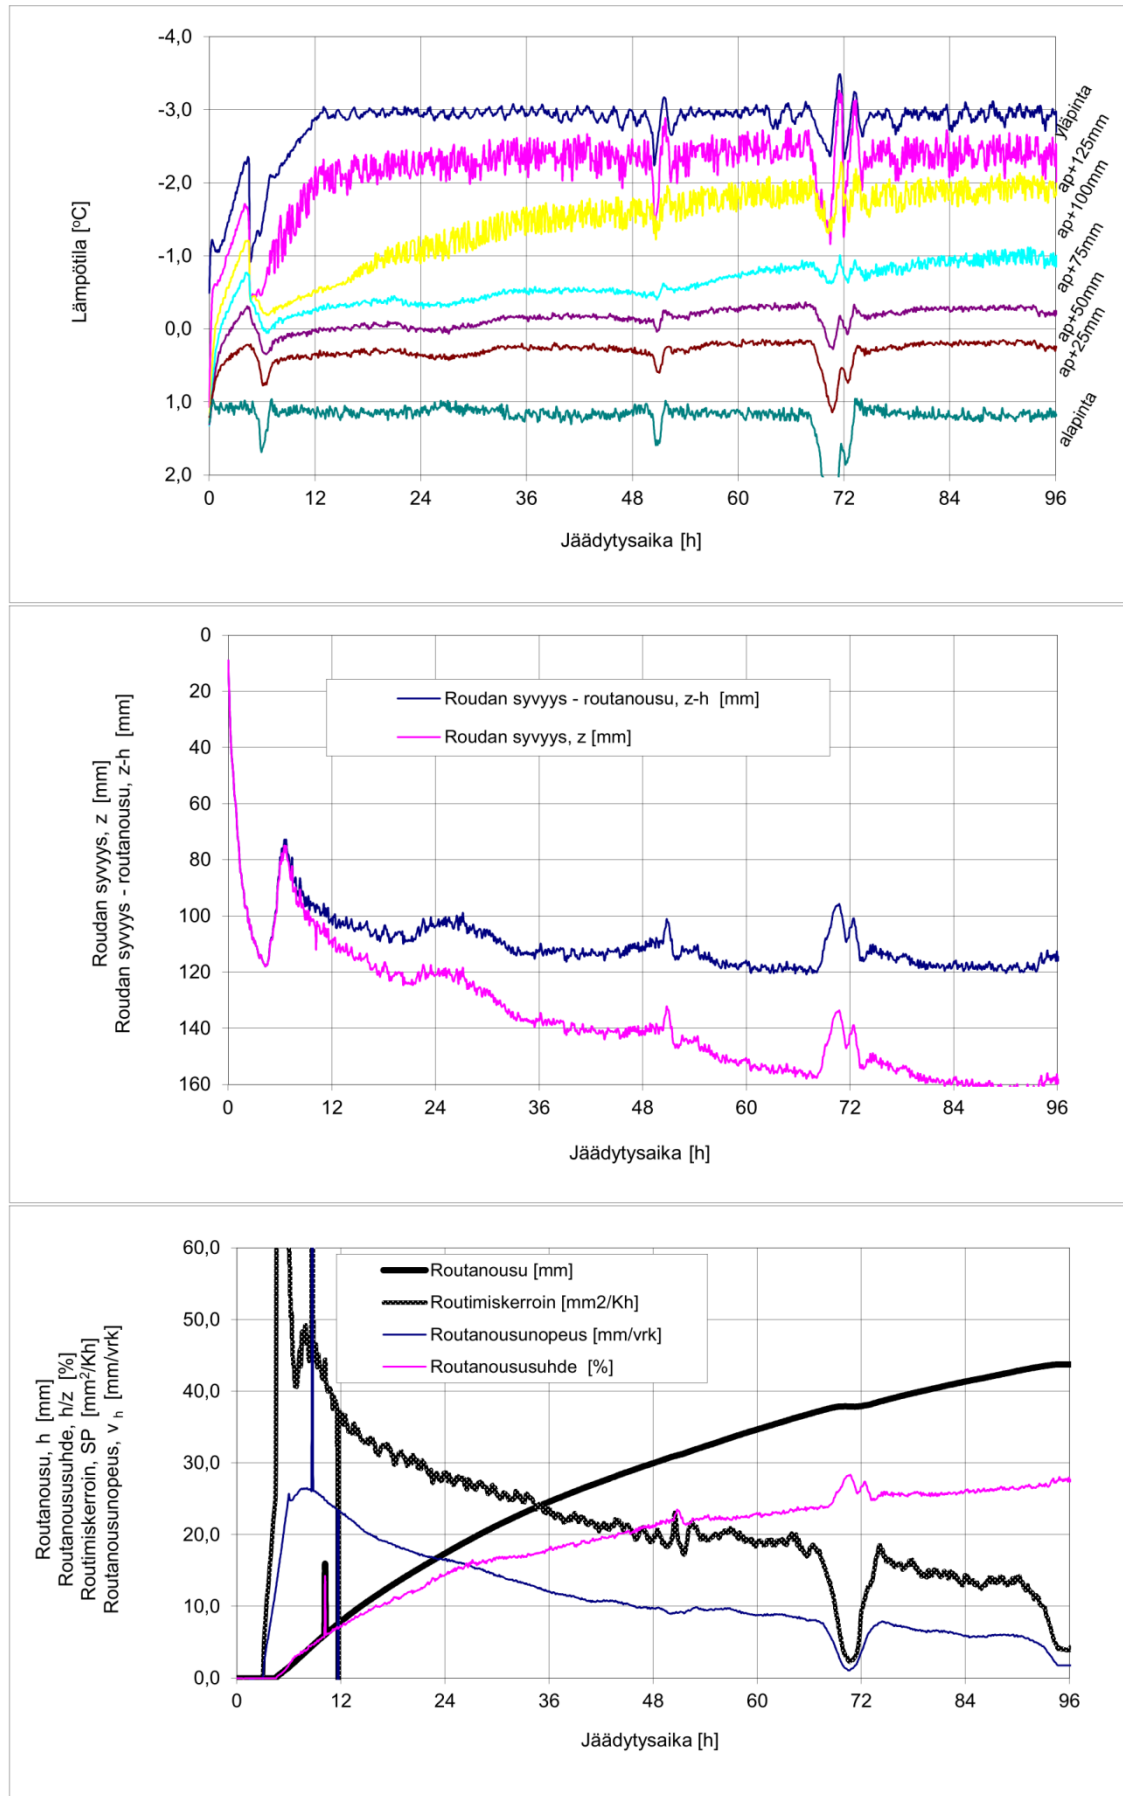 -4,0
-3,0
-2,0
-1,0
0,0
1,0
2,0
Lämpötila [ºC]
0 12 24 36 48 60 72 84 96
Jäädytysaika [h]
yläpinta
ap+125mm
ap+100mm
ap+75mm
ap+50mm
ap+25mm
alapinta
0
20
40
60
80
100
120
140
160
Roudan syvyys, z [mm]
Roudan syvyys - routanousu, z-h [mm]
Roudan syvyys - routanousu, z-h [mm]
Roudan syvyys, z [mm]
0 12 24 36 48 60 72 84 96
Jäädytysaika [h]
60,0
50,0
40,0
30,0
20,0
10,0
0,0
Routanousu, h [mm]
Routanoususuhde, h/z [%]
Routimiskerroin, SP [mm²/Kh]
Routanousunopeus, v h [mm/vrk]
Routanousu [mm]
Routimiskerroin [mm2/Kh]
Routanousunopeus [mm/vrk]
Routanoususuhde [%]
0 12 24 36 48 60 72 84 96
Jäädytysaika [h]